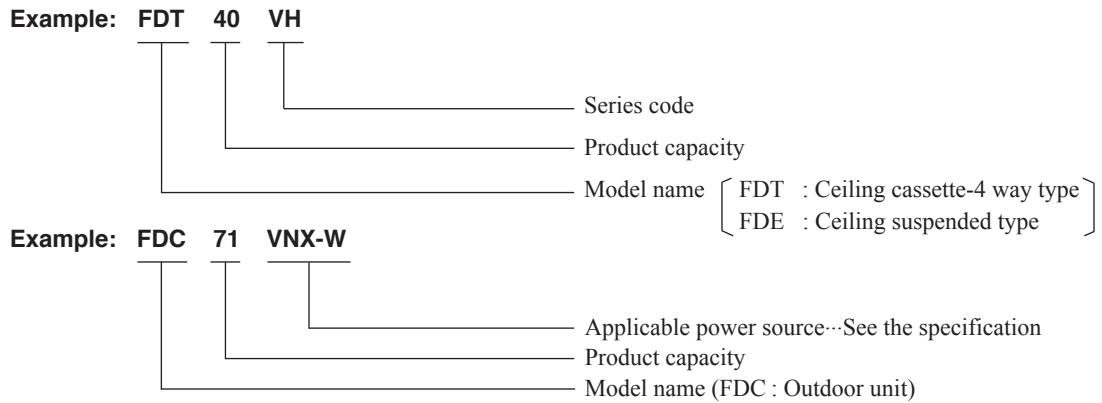 Example: FDT 40 VH
Series code
Product capacity
Model name FDT : Ceiling cassette-4 way type
FDE : Ceiling suspended type
Example: FDC 71 VNX-W
Applicable power source···See the specification
Product capacity
Model name (FDC : Outdoor unit)